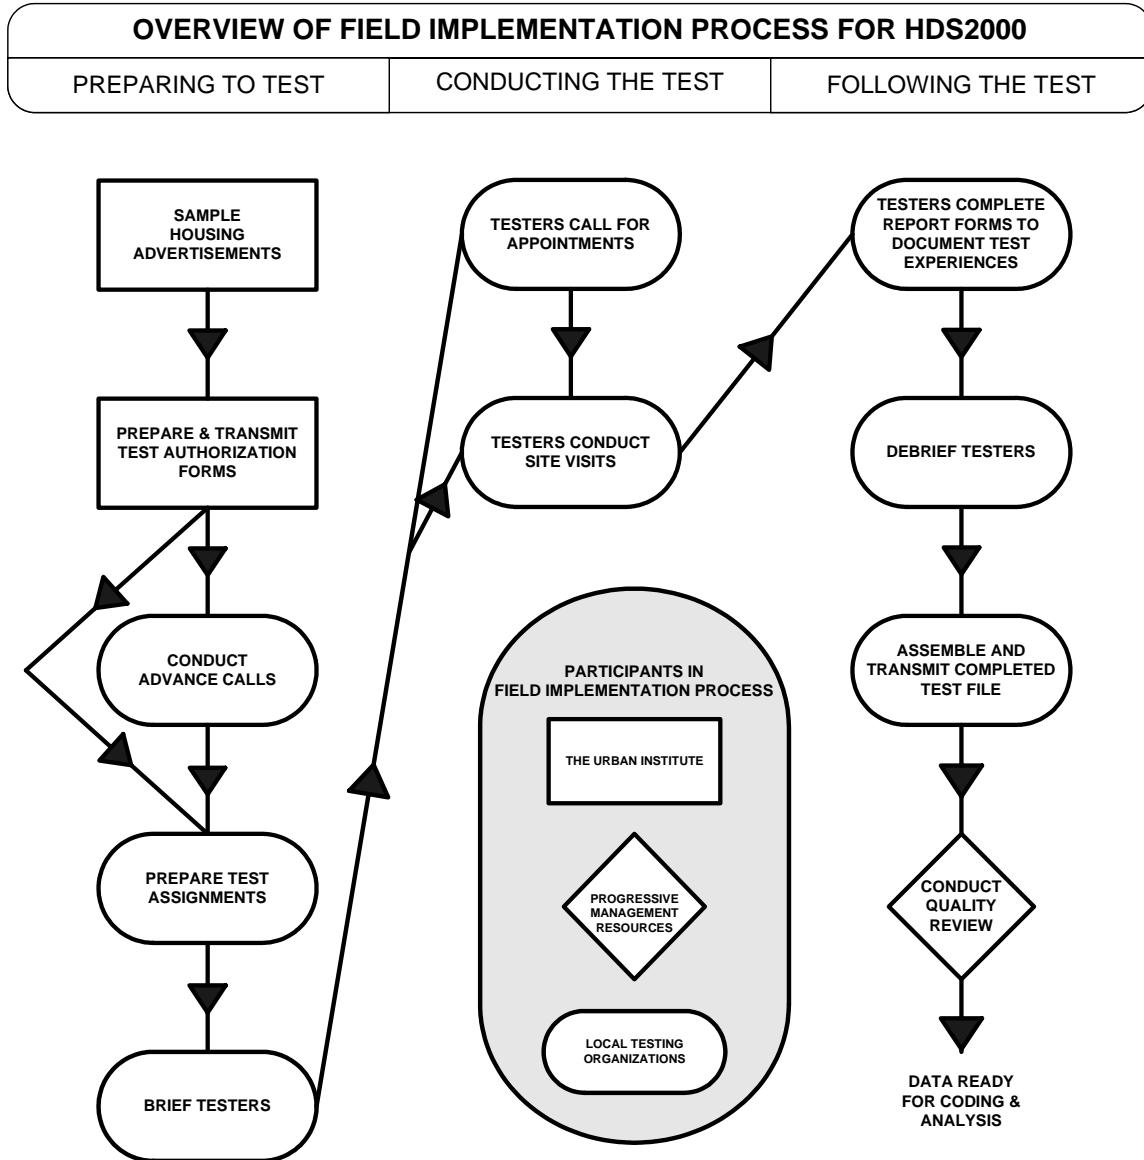 OVERVIEW OF FIELD IMPLEMENTATION PROCESS FOR HDS2000
PREPARING TO TEST
CONDUCTING THE TEST
FOLLOWING THE TEST
SAMPLE
HOUSING
ADVERTISEMENTS
PREPARE & TRANSMIT
TEST AUTHORIZATION
FORMS
CONDUCT
ADVANCE CALLS
PREPARE TEST
ASSIGNMENTS
BRIEF TESTERS
TESTERS CALL FOR
APPOINTMENTS
TESTERS CONDUCT
SITE VISITS
PARTICIPANTS IN
FIELD IMPLEMENTATION PROCESS
THE URBAN INSTITUTE
PROGRESSIVE
MANAGEMENT
RESOURCES
LOCAL TESTING
ORGANIZATIONS
TESTERS COMPLETE
REPORT FORMS TO
DOCUMENT TEST
EXPERIENCES
DEBRIEF TESTERS
ASSEMBLE AND
TRANSMIT COMPLETED
TEST FILE
CONDUCT
QUALITY
REVIEW
DATA READY
FOR CODING &
ANALYSIS